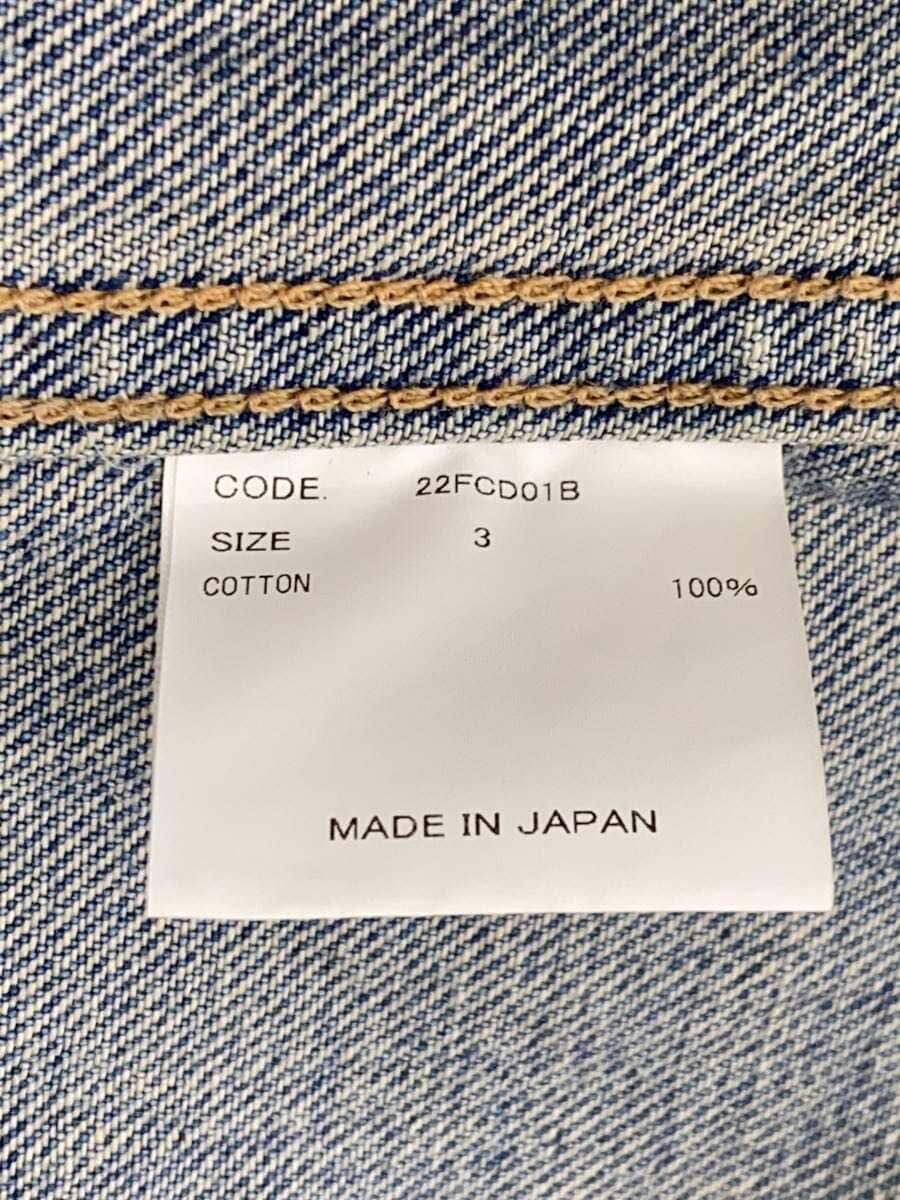 CODE. 22FCD01B
SIZE 3
COTTON 100%
MADE IN JAPAN